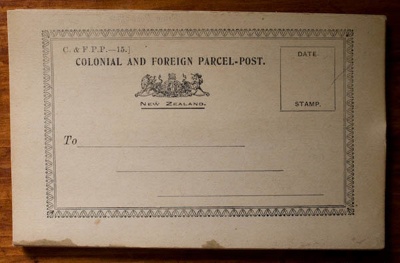 C. & F P.P.—15.]
COLONIAL AND FOREIGN PARCEL-POST.
DATE
STAMP.
NEW ZEALAND.
To